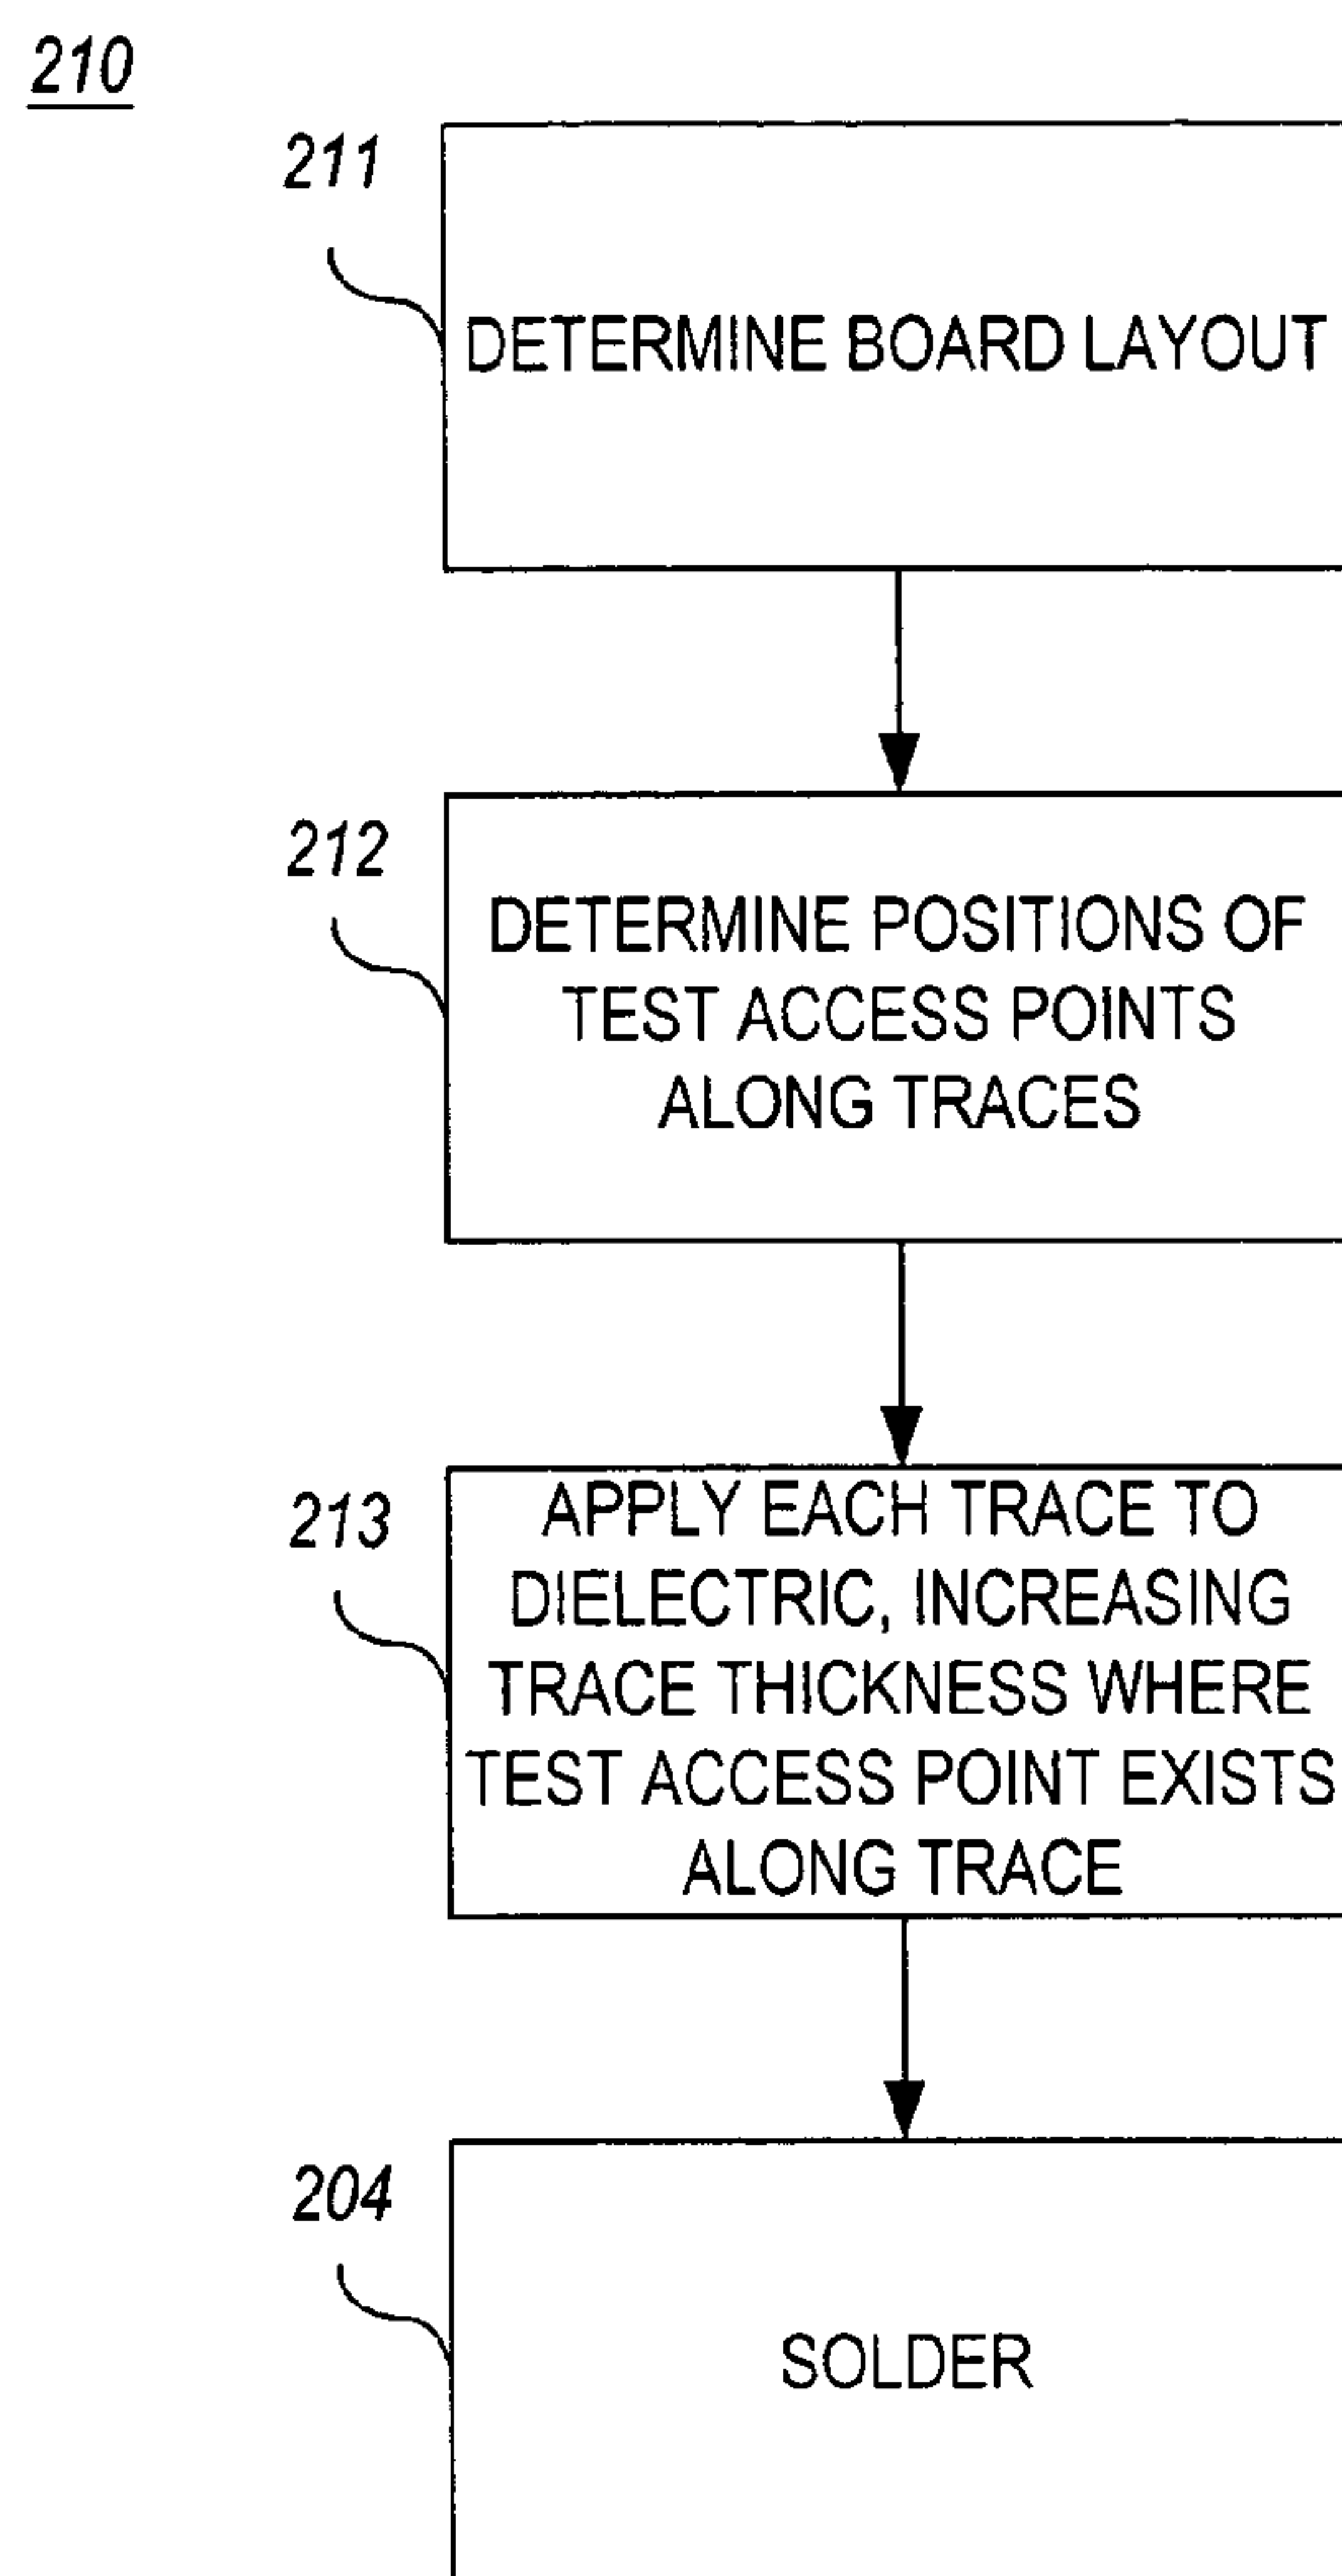 210
211
DETERMINE BOARD LAYOUT
212
DETERMINE POSITIONS OF
TEST ACCESS POINTS
ALONG TRACES
213
APPLY EACH TRACE TO
DIELECTRIC, INCREASING
TRACE THICKNESS WHERE
TEST ACCESS POINT EXISTS
ALONG TRACE
204
SOLDER